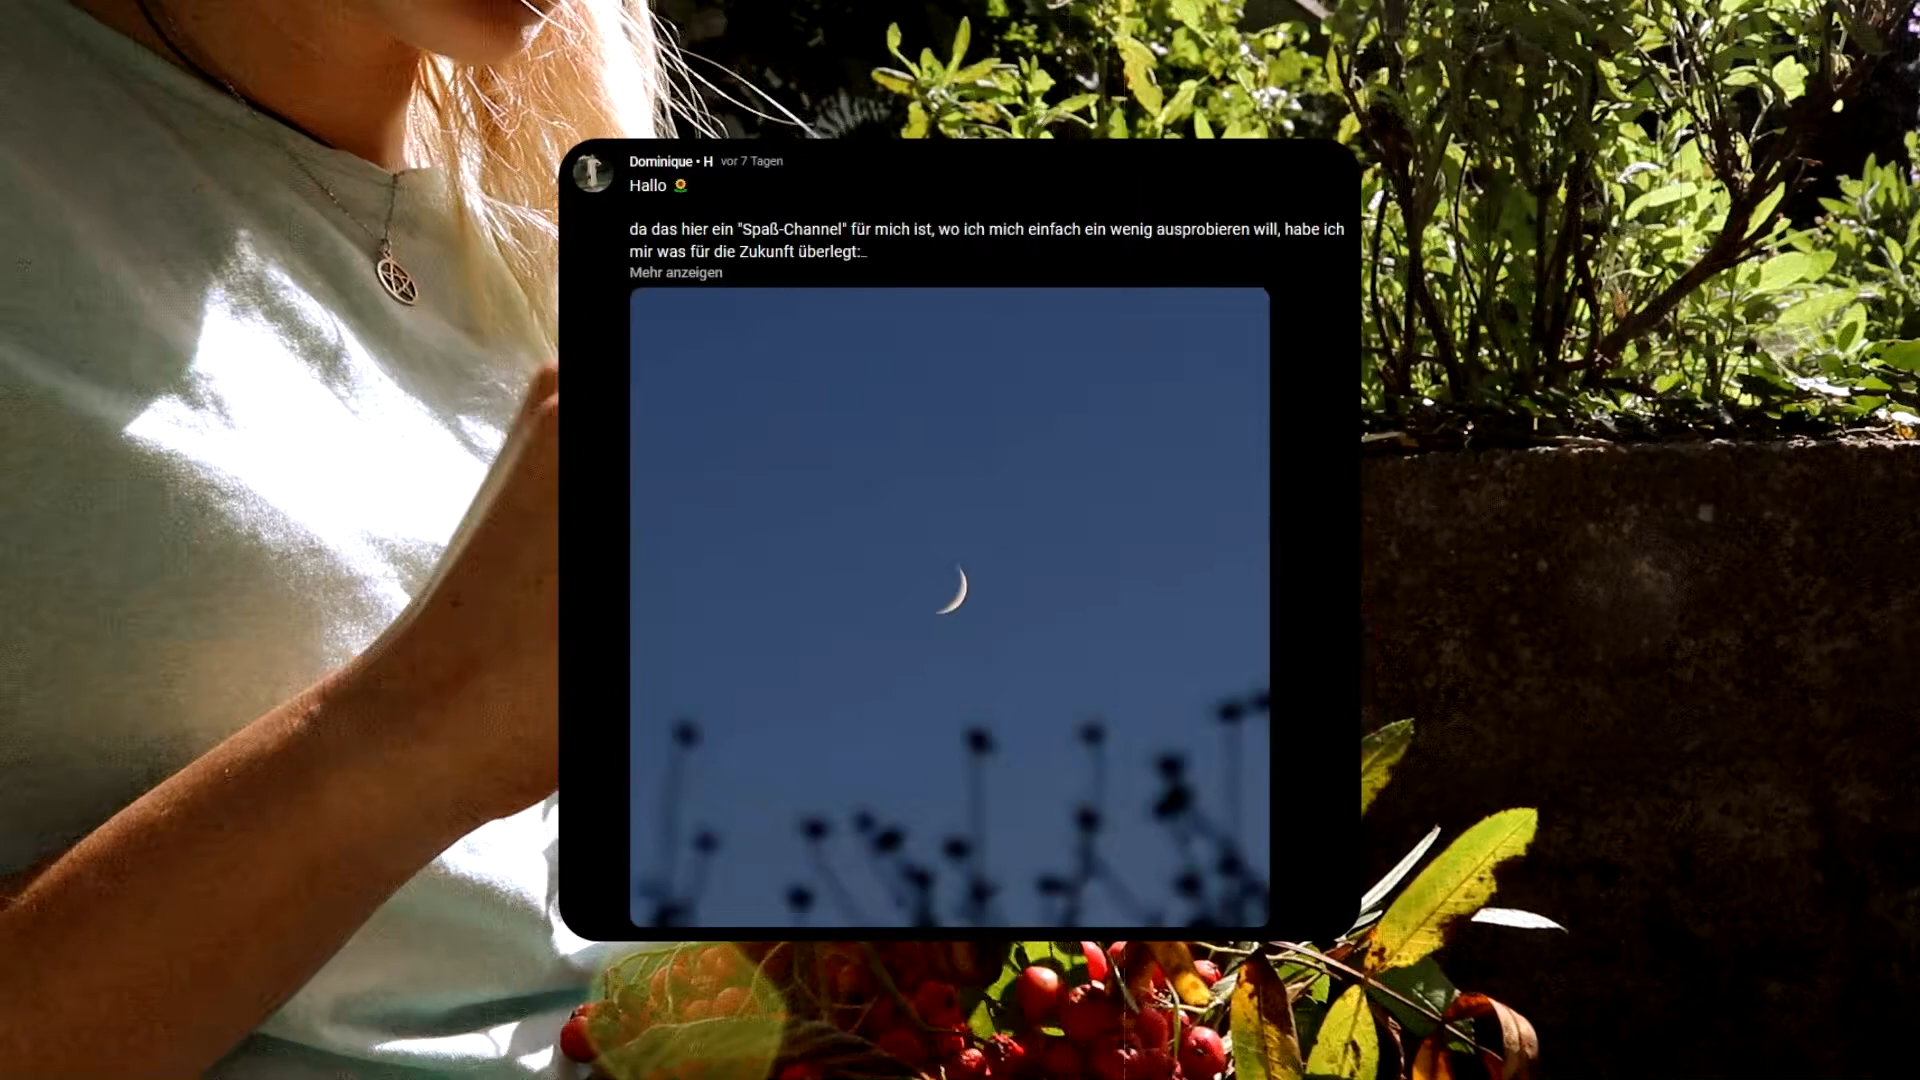 Dominique • H vor 7 Tagen
Hallo 🌻
da das hier ein "Spaß-Channel" für mich ist, wo ich mich einfach ein wenig ausprobieren will, habe ich
mir was für die Zukunft überlegt:...
Mehr anzeigen